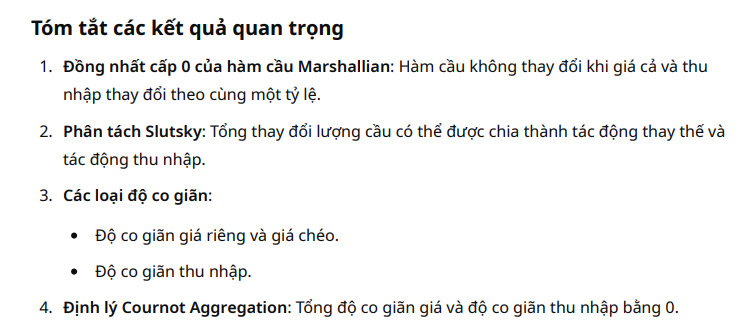 Tóm tắt các kết quả quan trọng
1. Đồng nhất cấp 0 của hàm cầu Marshallian: Hàm cầu không thay đổi khi giá cả và thu
nhập thay đổi theo cùng một tỷ lệ.
2. Phân tách Slutsky: Tổng thay đổi lượng cầu có thể được chia thành tác động thay thế và
tác động thu nhập.
3. Các loại độ co giãn:
• Độ co giãn giá riêng và giá chéo.
• Độ co giãn thu nhập.
4. Định lý Cournot Aggregation: Tổng độ co giãn giá và độ co giãn thu nhập bằng 0.